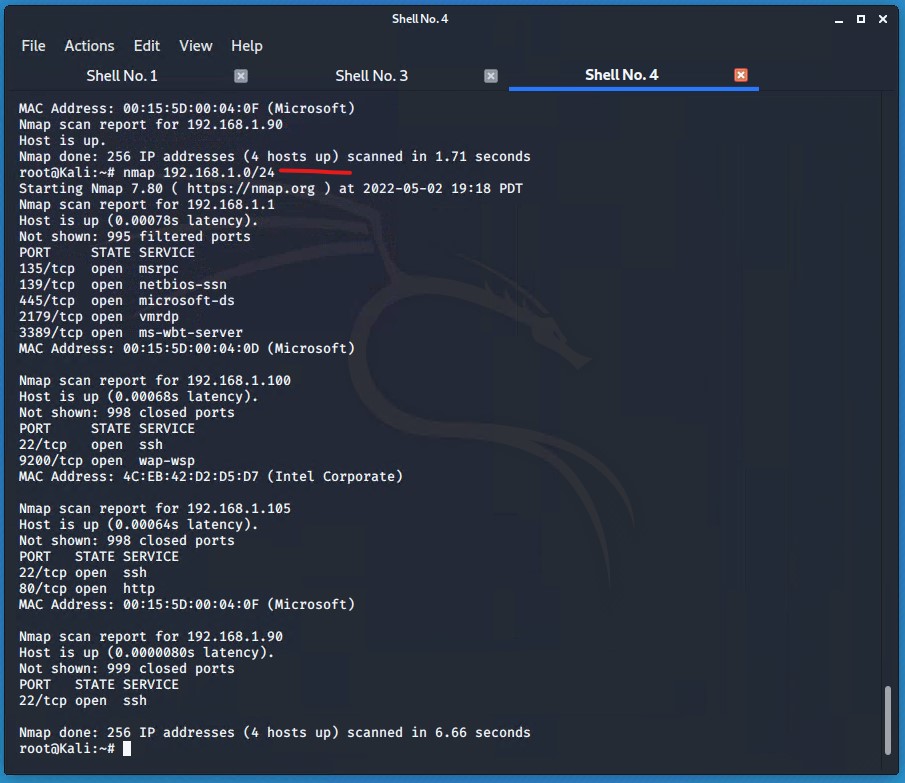 Shell No. 4
File Actions Edit View Help
Shell No. 1 Shell No. 3 Shell No. 4
MAC Address: 00:15:5D:00:04:0F (Microsoft)
Nmap scan report for 192.168.1.90
Host is up.
Nmap done: 256 IP addresses (4 hosts up) scanned in 1.71 seconds
root@Kali:~# nmap 192.168.1.0/24
Starting Nmap 7.80 ( https://nmap.org ) at 2022-05-02 19:18 PDT
Nmap scan report for 192.168.1.1
Host is up (0.00078s latency).
Not shown: 995 filtered ports
PORT     STATE SERVICE
135/tcp  open  msrpc
139/tcp  open  netbios-ssn
445/tcp  open  microsoft-ds
2179/tcp open  vmrdp
3389/tcp open  ms-wbt-server
MAC Address: 00:15:5D:00:04:0D (Microsoft)
Nmap scan report for 192.168.1.100
Host is up (0.00068s latency).
Not shown: 998 closed ports
PORT     STATE SERVICE
22/tcp   open  ssh
9200/tcp open  wap-wsp
MAC Address: 4C:EB:42:D2:D5:D7 (Intel Corporate)
Nmap scan report for 192.168.1.105
Host is up (0.00064s latency).
Not shown: 998 closed ports
PORT   STATE SERVICE
22/tcp open  ssh
80/tcp open  http
MAC Address: 00:15:5D:00:04:0F (Microsoft)
Nmap scan report for 192.168.1.90
Host is up (0.0000080s latency).
Not shown: 999 closed ports
PORT   STATE SERVICE
22/tcp open  ssh
Nmap done: 256 IP addresses (4 hosts up) scanned in 6.66 seconds
root@Kali:~#